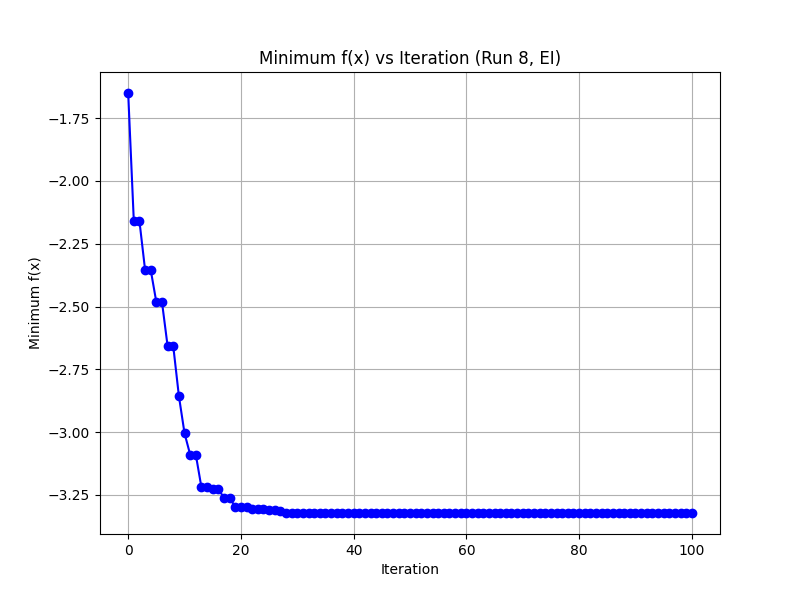 Minimum f(x) vs Iteration (Run 8, EI)
Minimum f(x)
−1.75
−2.00
−2.25
−2.50
−2.75
−3.00
−3.25
0 20 40 60 80 100
Iteration